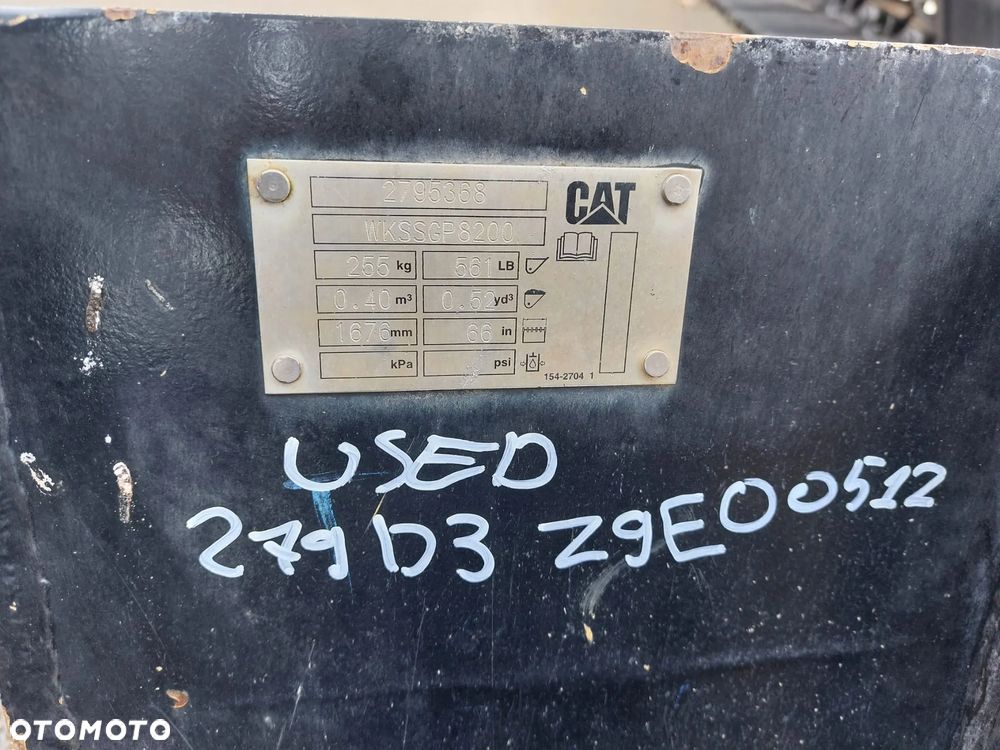 2795368
CAT
WKSSGP8200
255 kg 561 LB
0.40 m³ 0.52 yd³
1676 mm 66 in
kPa psi
154-2704 1
USED
279D3 Z9E00512
OTOMOTO